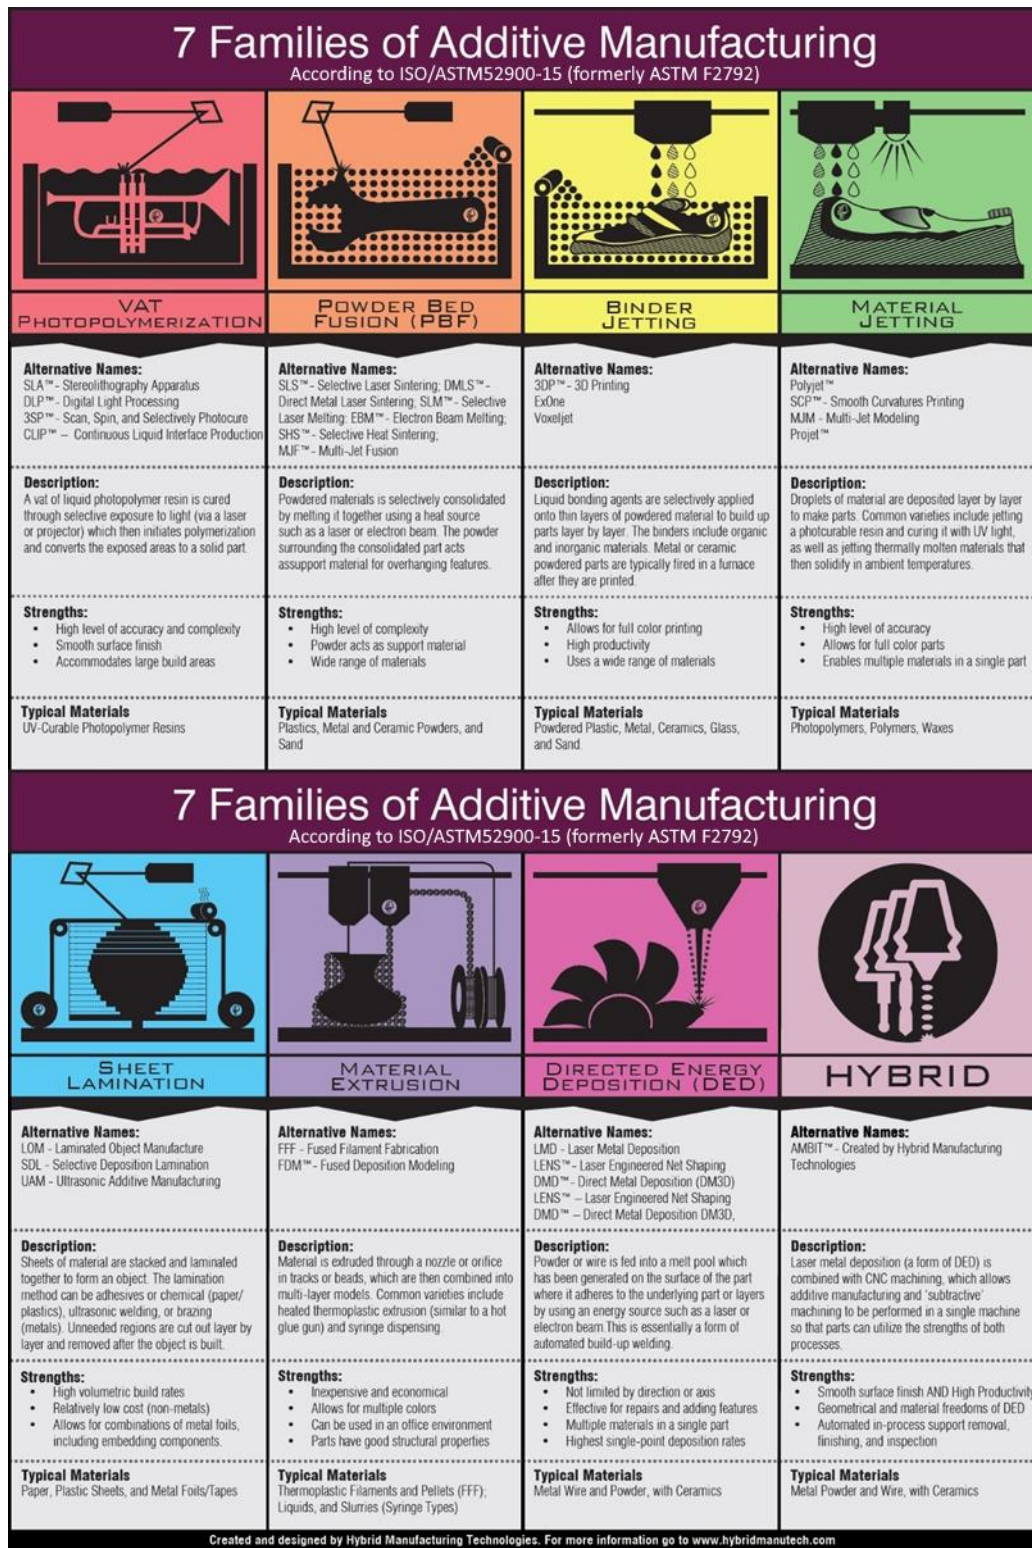 7 Families of Additive Manufacturing
According to ISO/ASTM52900-15 (formerly ASTM F2792)
VAT
PHOTOPOLYMERIZATION
Alternative Names:
SLA™- Stereolithography Apparatus
DLP™- Digital Light Processing
3SP™- Scan, Spin, and Selectively Photocure
CLIP™ – Continuous Liquid Interface Production
Description:
A vat of liquid photopolymer resin is cured
through selective exposure to light (via a laser
or projector) which then initiates polymerization
and converts the exposed areas to a solid part.
Strengths:
• High level of accuracy and complexity
• Smooth surface finish
• Accommodates large build areas
Typical Materials
UV-Curable Photopolymer Resins
POWDER BED
FUSION (PBF)
Alternative Names:
SLS™- Selective Laser Sintering; DMLS™-
Direct Metal Laser Sintering; SLM™- Selective
Laser Melting: EBM™- Electron Beam Melting;
SHS™- Selective Heat Sintering;
MJF™- Multi-Jet Fusion
Description:
Powdered materials is selectively consolidated
by melting it together using a heat source
such as a laser or electron beam. The powder
surrounding the consolidated part acts
assupport material for overhanging features.
Strengths:
• High level of complexity
• Powder acts as support material
• Wide range of materials
Typical Materials
Plastics, Metal and Ceramic Powders, and
Sand
BINDER
JETTING
Alternative Names:
3DP™- 3D Printing
ExOne
Voxeljet
Description:
Liquid bonding agents are selectively applied
onto thin layers of powdered material to build up
parts layer by layer. The binders include organic
and inorganic materials. Metal or ceramic
powdered parts are typically fired in a furnace
after they are printed.
Strengths:
• Allows for full color printing
• High productivity
• Uses a wide range of materials
Typical Materials
Powdered Plastic, Metal, Ceramics, Glass,
and Sand.
MATERIAL
JETTING
Alternative Names:
Polyjet™
SCP™- Smooth Curvatures Printing
MJM - Multi-Jet Modeling
Projet™
Description:
Droplets of material are deposited layer by layer
to make parts. Common varieties include jetting
a photcurable resin and curing it with UV light,
as well as jetting thermally molten materials that
then solidify in ambient temperatures.
Strengths:
• High level of accuracy
• Allows for full color parts
• Enables multiple materials in a single part
Typical Materials
Photopolymers, Polymers, Waxes
7 Families of Additive Manufacturing
According to ISO/ASTM52900-15 (formerly ASTM F2792)
SHEET
LAMINATION
Alternative Names:
LOM - Laminated Object Manufacture
SDL - Selective Deposition Lamination
UAM - Ultrasonic Additive Manufacturing
Description:
Sheets of material are stacked and laminated
together to form an object. The lamination
method can be adhesives or chemical (paper/
plastics), ultrasonic welding, or brazing
(metals). Unneeded regions are cut out layer by
layer and removed after the object is built.
Strengths:
• High volumetric build rates
• Relatively low cost (non-metals)
• Allows for combinations of metal foils,
including embedding components.
Typical Materials
Paper, Plastic Sheets, and Metal Foils/Tapes
MATERIAL
EXTRUSION
Alternative Names:
FFF - Fused Filament Fabrication
FDM™- Fused Deposition Modeling
Description:
Material is extruded through a nozzle or orifice
in tracks or beads, which are then combined into
multi-layer models. Common varieties include
heated thermoplastic extrusion (similar to a hot
glue gun) and syringe dispensing.
Strengths:
• Inexpensive and economical
• Allows for multiple colors
• Can be used in an office environment
• Parts have good structural properties
Typical Materials
Thermoplastic Filaments and Pellets (FFF);
Liquids, and Slurries (Syringe Types)
DIRECTED ENERGY
DEPOSITION (DED)
Alternative Names:
LMD - Laser Metal Deposition
LENS™- Laser Engineered Net Shaping
DMD™- Direct Metal Deposition (DM3D)
LENS™ – Laser Engineered Net Shaping
DMD™ – Direct Metal Deposition DM3D,
Description:
Powder or wire is fed into a melt pool which
has been generated on the surface of the part
where it adheres to the underlying part or layers
by using an energy source such as a laser or
electron beam.This is essentially a form of
automated build-up welding.
Strengths:
• Not limited by direction or axis
• Effective for repairs and adding features
• Multiple materials in a single part
• Highest single-point deposition rates
Typical Materials
Metal Wire and Powder, with Ceramics
HYBRID
Alternative Names:
AMBIT™- Created by Hybrid Manufacturing
Technologies
Description:
Laser metal deposition (a form of DED) is
combined with CNC machining, which allows
additive manufacturing and 'subtractive'
machining to be performed in a single machine
so that parts can utilize the strengths of both
processes.
Strengths:
• Smooth surface finish AND High Productivity
• Geometrical and material freedoms of DED
• Automated in-process support removal,
finishing, and inspection
Typical Materials
Metal Powder and Wire, with Ceramics
Created and designed by Hybrid Manufacturing Technologies. For more information go to www.hybridmanutech.com